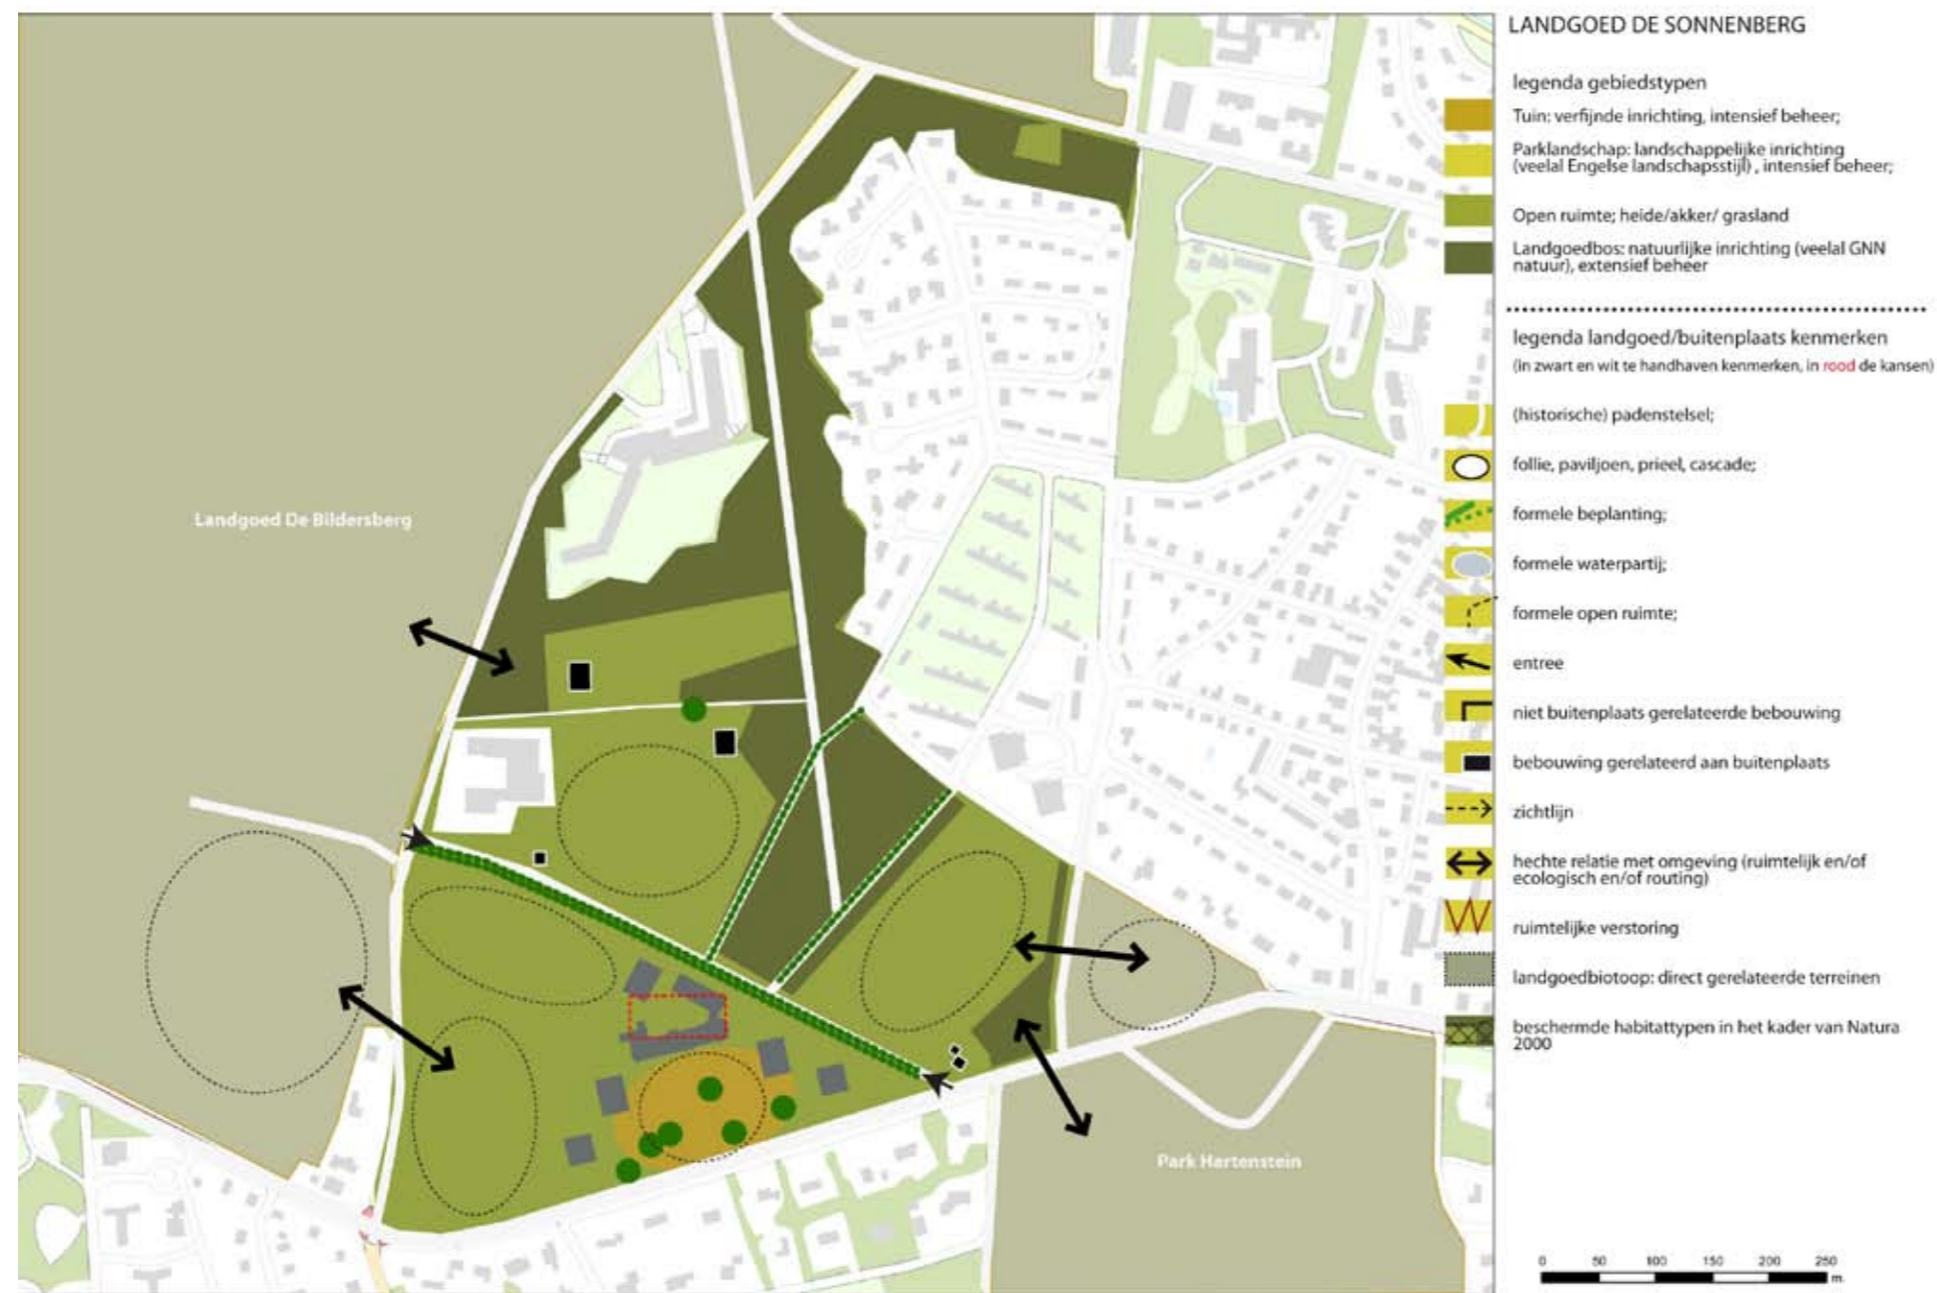 LANDGOED DE SONNENBERG
legenda gebiedstypen
Tuin: verfijnde inrichting, intensief beheer;
Parklandschap: landschappelijke inrichting
(veelal Engelse landschapsstijl) , intensief beheer;
Open ruimte; heide/akker/ grasland
Landgoedbos: natuurlijke inrichting (veelal GNN
natuur), extensief beheer
legenda landgoed/buitenplaats kenmerken
(in zwart en wit te handhaven kenmerken, in rood de kansen)
(historische) padenstelsel;
follie, paviljoen, prieel, cascade;
formele beplanting;
formele waterpartij;
formele open ruimte;
entree
niet buitenplaats gerelateerde bebouwing
bebouwing gerelateerd aan buitenplaats
zichtlijn
hechte relatie met omgeving (ruimtelijk en/of
ecologisch en/of routing)
ruimtelijke verstoring
landgoedbiotoop: direct gerelateerde terreinen
beschermde habitattypen in het kader van Natura
2000
0 50 100 150 200 250
m.
Landgoed De Bildersberg
Park Hartenstein